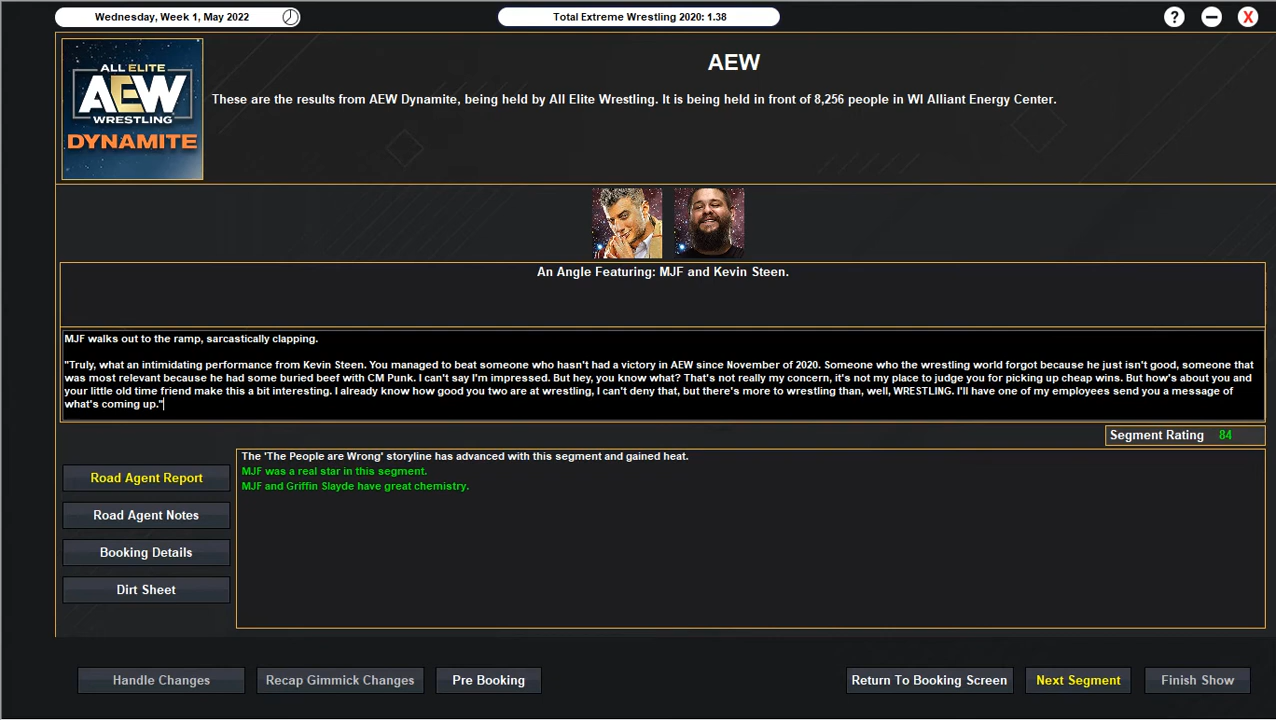 Wednesday, Week 1, May 2022
Total Extreme Wrestling 2020: 1.38
?
X
ALL ELITE
AEW
WRESTLING
DYNAMITE
AEW
These are the results from AEW Dynamite, being held by All Elite Wrestling. It is being held in front of 8,256 people in WI Alliant Energy Center.
An Angle Featuring: MJF and Kevin Steen.
MJF walks out to the ramp, sarcastically clapping.
"Truly, what an intimidating performance from Kevin Steen. You managed to beat someone who hasn't had a victory in AEW since November of 2020. Someone who the wrestling world forgot because he just isn't good, someone that
was most relevant because he had some buried beef with CM Punk. I can't say I'm impressed. But hey, you know what? That's not really my concern, it's not my place to judge you for picking up cheap wins. But how's about you and
your little old time friend make this a bit interesting. I already know how good you two are at wrestling, I can't deny that, but there's more to wrestling than, well, WRESTLING. I'll have one of my employees send you a message of
what's coming up."
Segment Rating 84
The 'The People are Wrong' storyline has advanced with this segment and gained heat.
MJF was a real star in this segment.
MJF and Griffin Slayde have great chemistry.
Road Agent Report
Road Agent Notes
Booking Details
Dirt Sheet
Handle Changes
Recap Gimmick Changes
Pre Booking
Return To Booking Screen
Next Segment
Finish Show